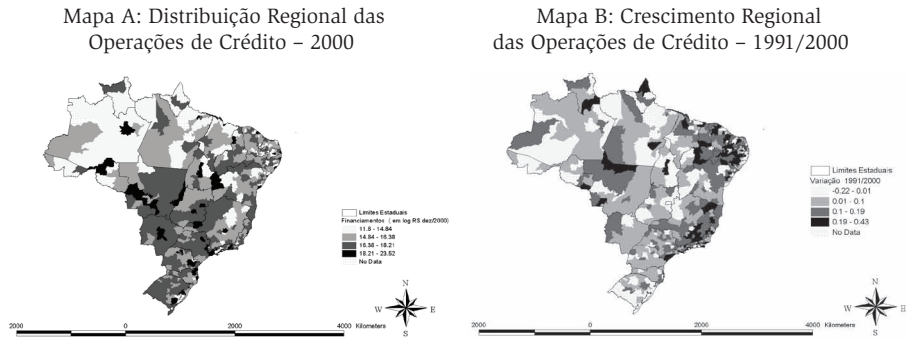 Mapa A: Distribuição Regional das
Operações de Crédito – 2000
Limites Estaduais
Financiamentos ( em log R$ dez/2000)
11.8 - 14.84
14.84 - 16.38
16.38 - 18.21
18.21 - 23.52
No Data
N
W
E
S
2000
0
2000
4000 Kilometers
Mapa B: Crescimento Regional
das Operações de Crédito – 1991/2000
Limites Estaduais
Variação 1991/2000
-0.22 - 0.01
0.01 - 0.1
0.1 - 0.19
0.19 - 0.43
No Data
N
W
E
S
2000
0
2000
4000 Kilometers